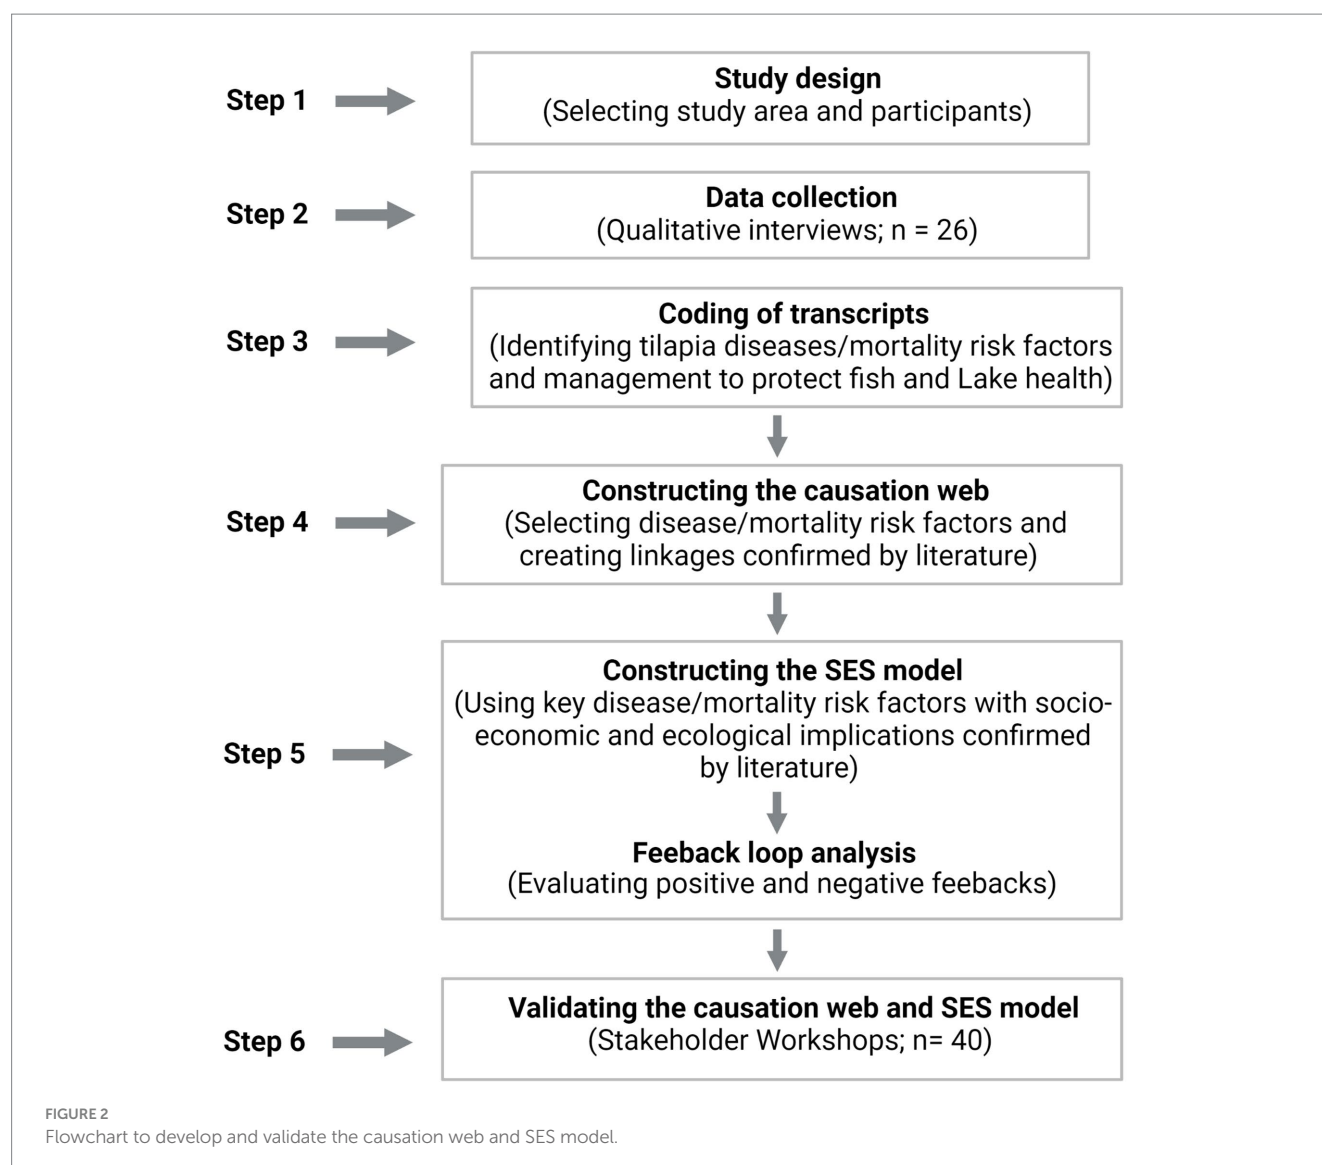 Step 1
Study design
(Selecting study area and participants)
Step 2
Data collection
(Qualitative interviews; n = 26)
Step 3
Coding of transcripts
(Identifying tilapia diseases/mortality risk factors
and management to protect fish and Lake health)
Step 4
Constructing the causation web
(Selecting disease/mortality risk factors and
creating linkages confirmed by literature)
Step 5
Constructing the SES model
(Using key disease/mortality risk factors with socio-
economic and ecological implications confirmed
by literature)
Feeback loop analysis
(Evaluating positive and negative feebacks)
Step 6
Validating the causation web and SES model
(Stakeholder Workshops; n= 40)
FIGURE 2
Flowchart to develop and validate the causation web and SES model.